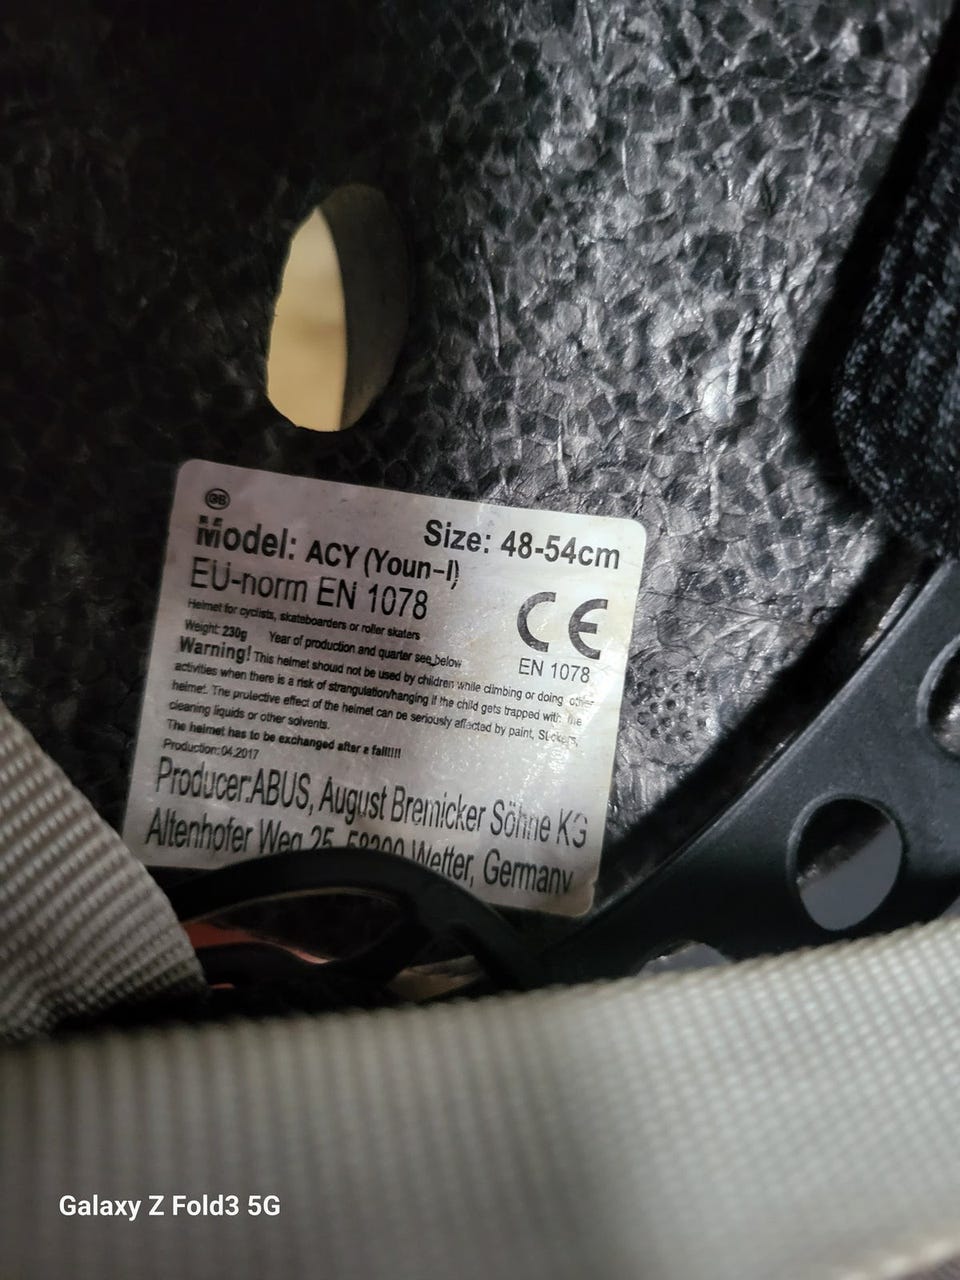 GB
Model: ACY (Youn-I)
Size: 48-54cm
EU-norm EN 1078
Helmet for cyclists, skateboarders or roller skaters
Weight: 230g Year of production and quarter see below
CE
EN 1078
Warning! This helmet should not be used by children while climbing or doing other
activities when there is a risk of strangulation/hanging if the child gets trapped with the
helmet. The protective effect of the helmet can be seriously affected by paint, Stickers,
cleaning liquids or other solvents.
The helmet has to be exchanged after a fall!!!!
Production: 04.2017
Producer: ABUS, August Bremicker Söhne KG
Altenhofer Weg 25, 58300 Wetter, Germany
Galaxy Z Fold3 5G